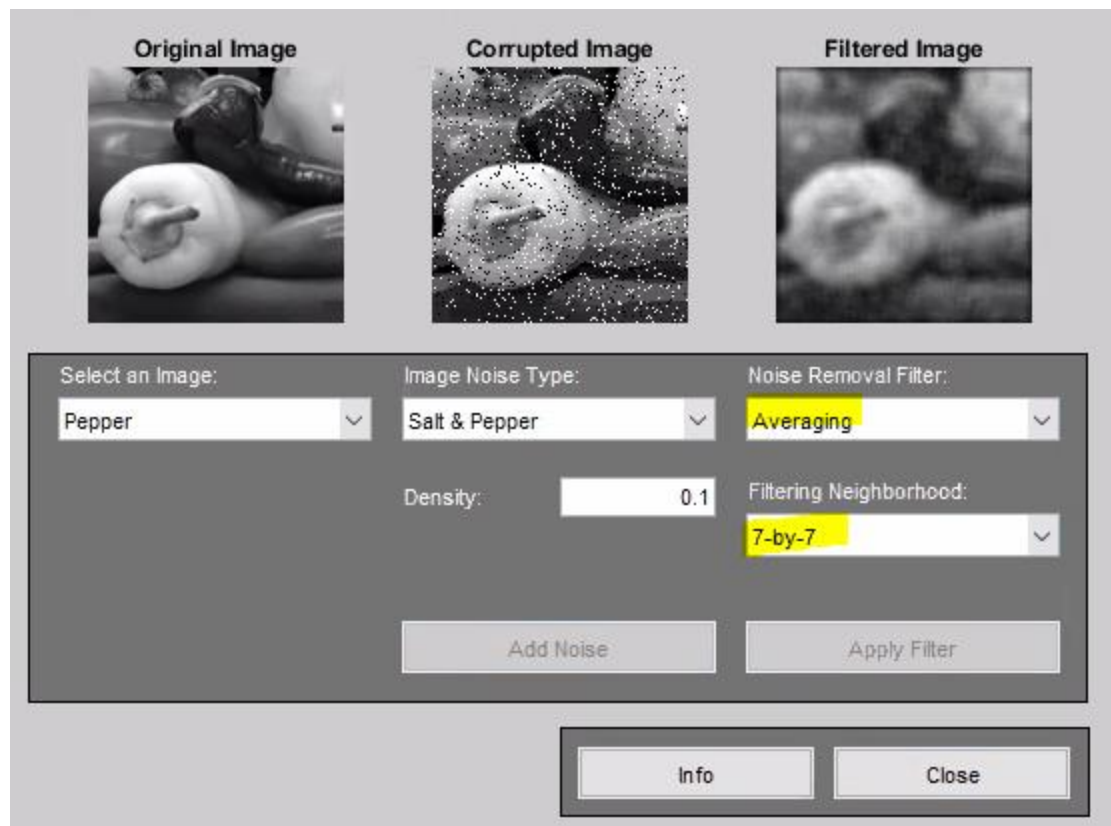 Original Image
Corrupted Image
Filtered Image
Select an Image:
Image Noise Type:
Noise Removal Filter:
Pepper
Salt & Pepper
Averaging
Density:
0.1
Filtering Neighborhood:
7-by-7
Add Noise
Apply Filter
Info
Close